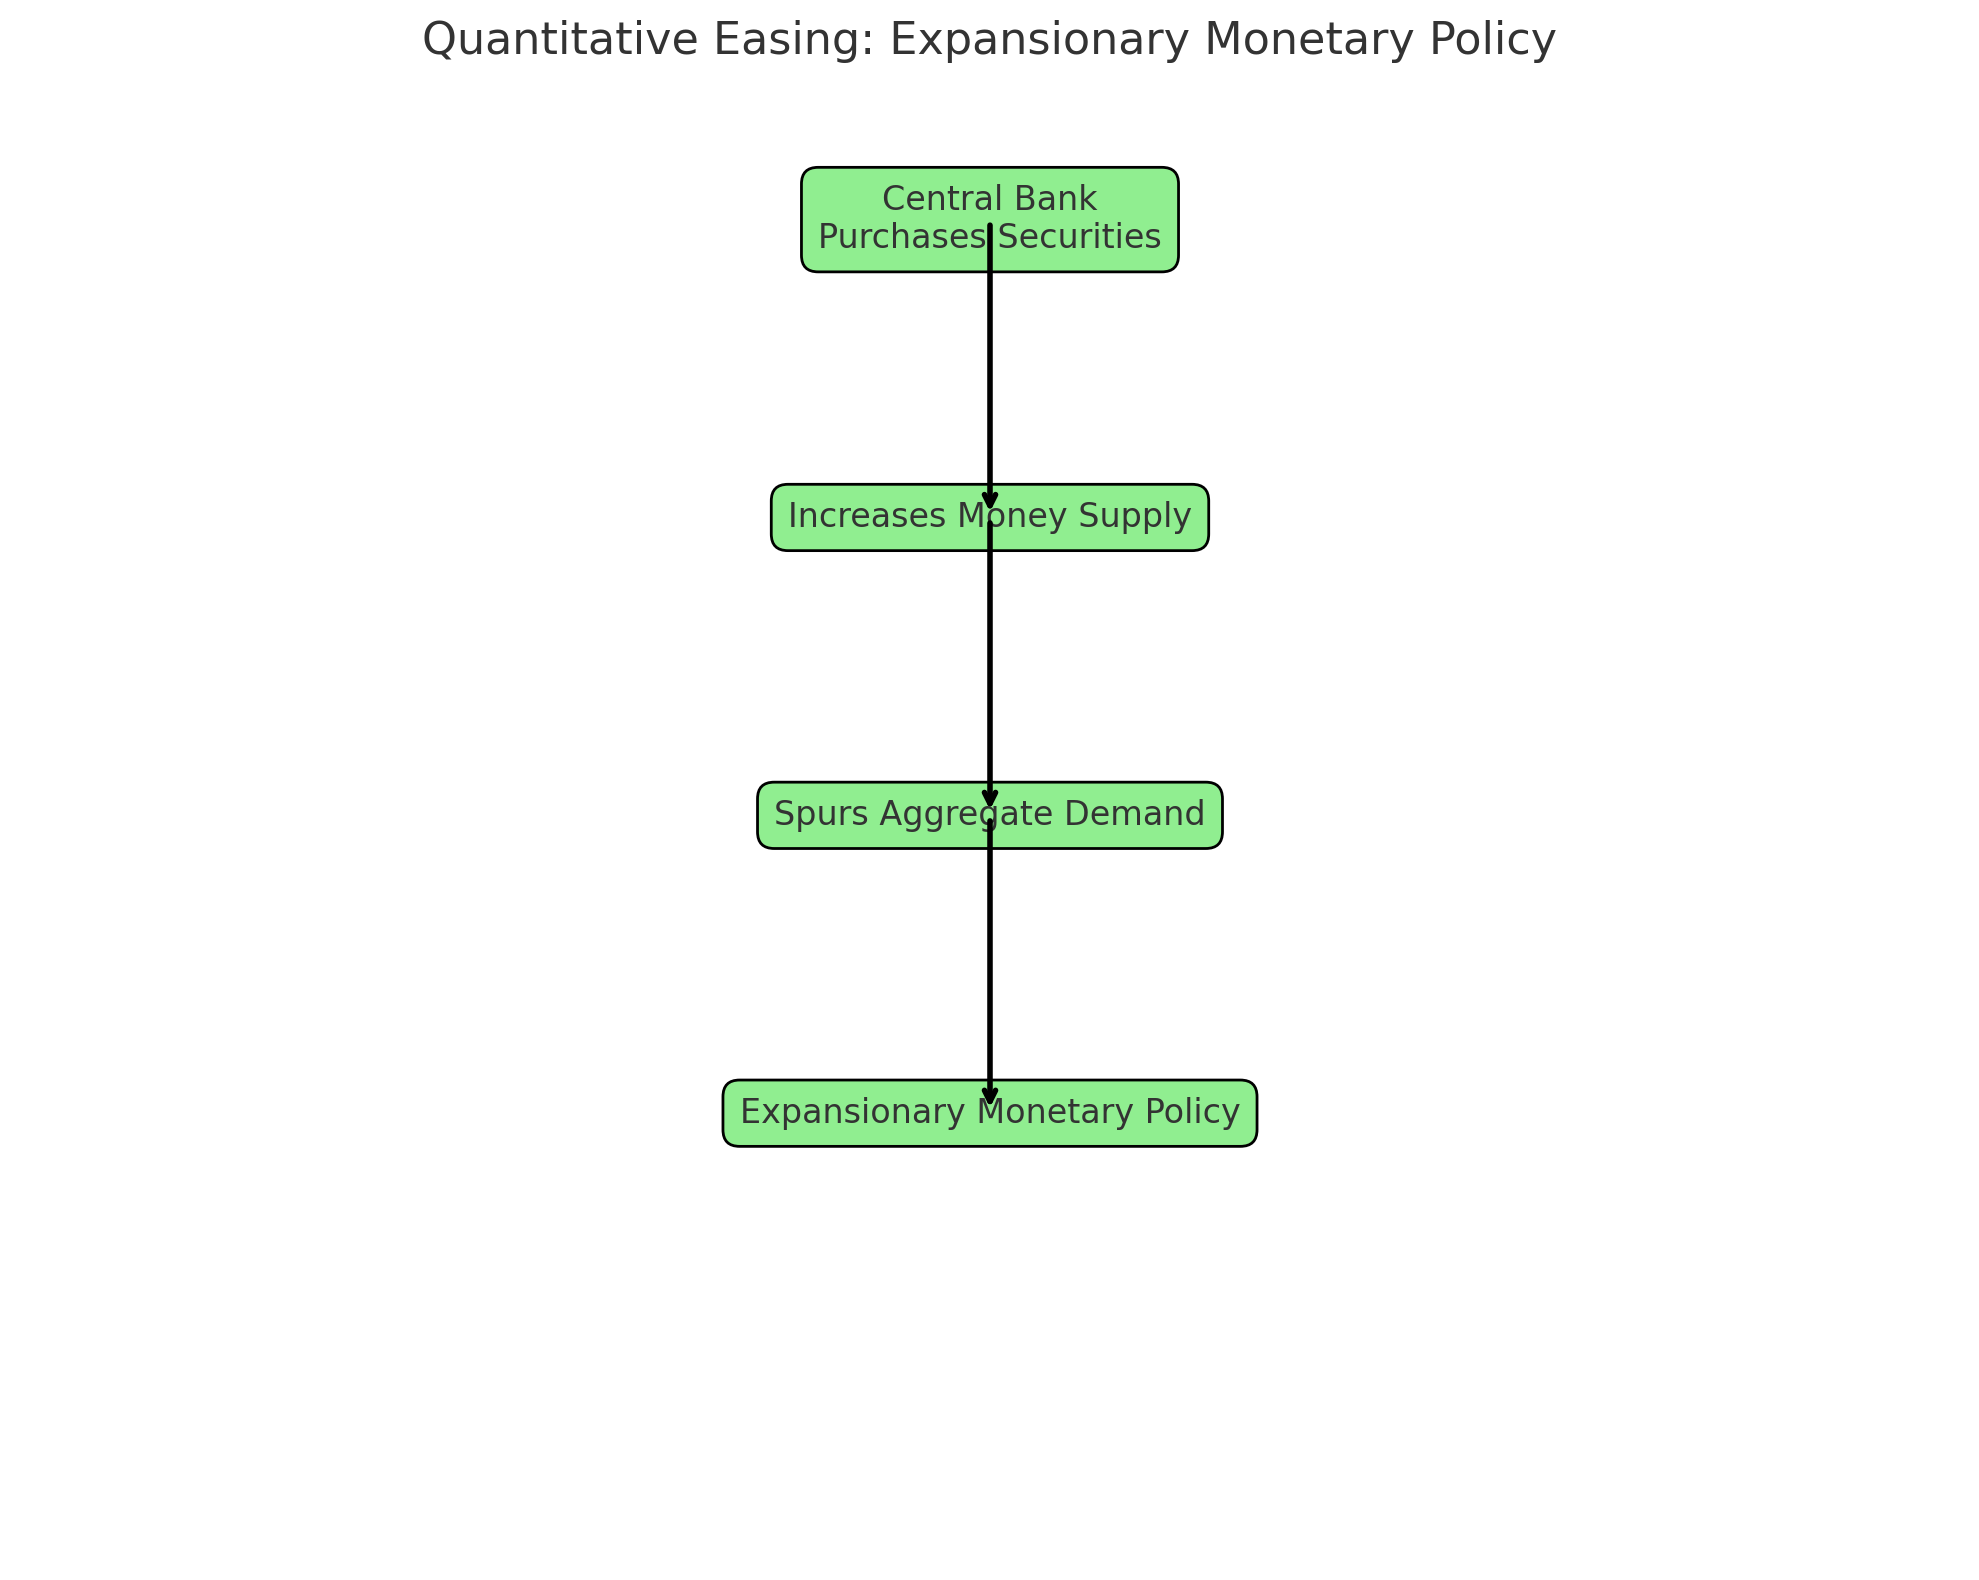 Quantitative Easing: Expansionary Monetary Policy
Central Bank
Purchases Securities
Increases Money Supply
Spurs Aggregate Demand
Expansionary Monetary Policy